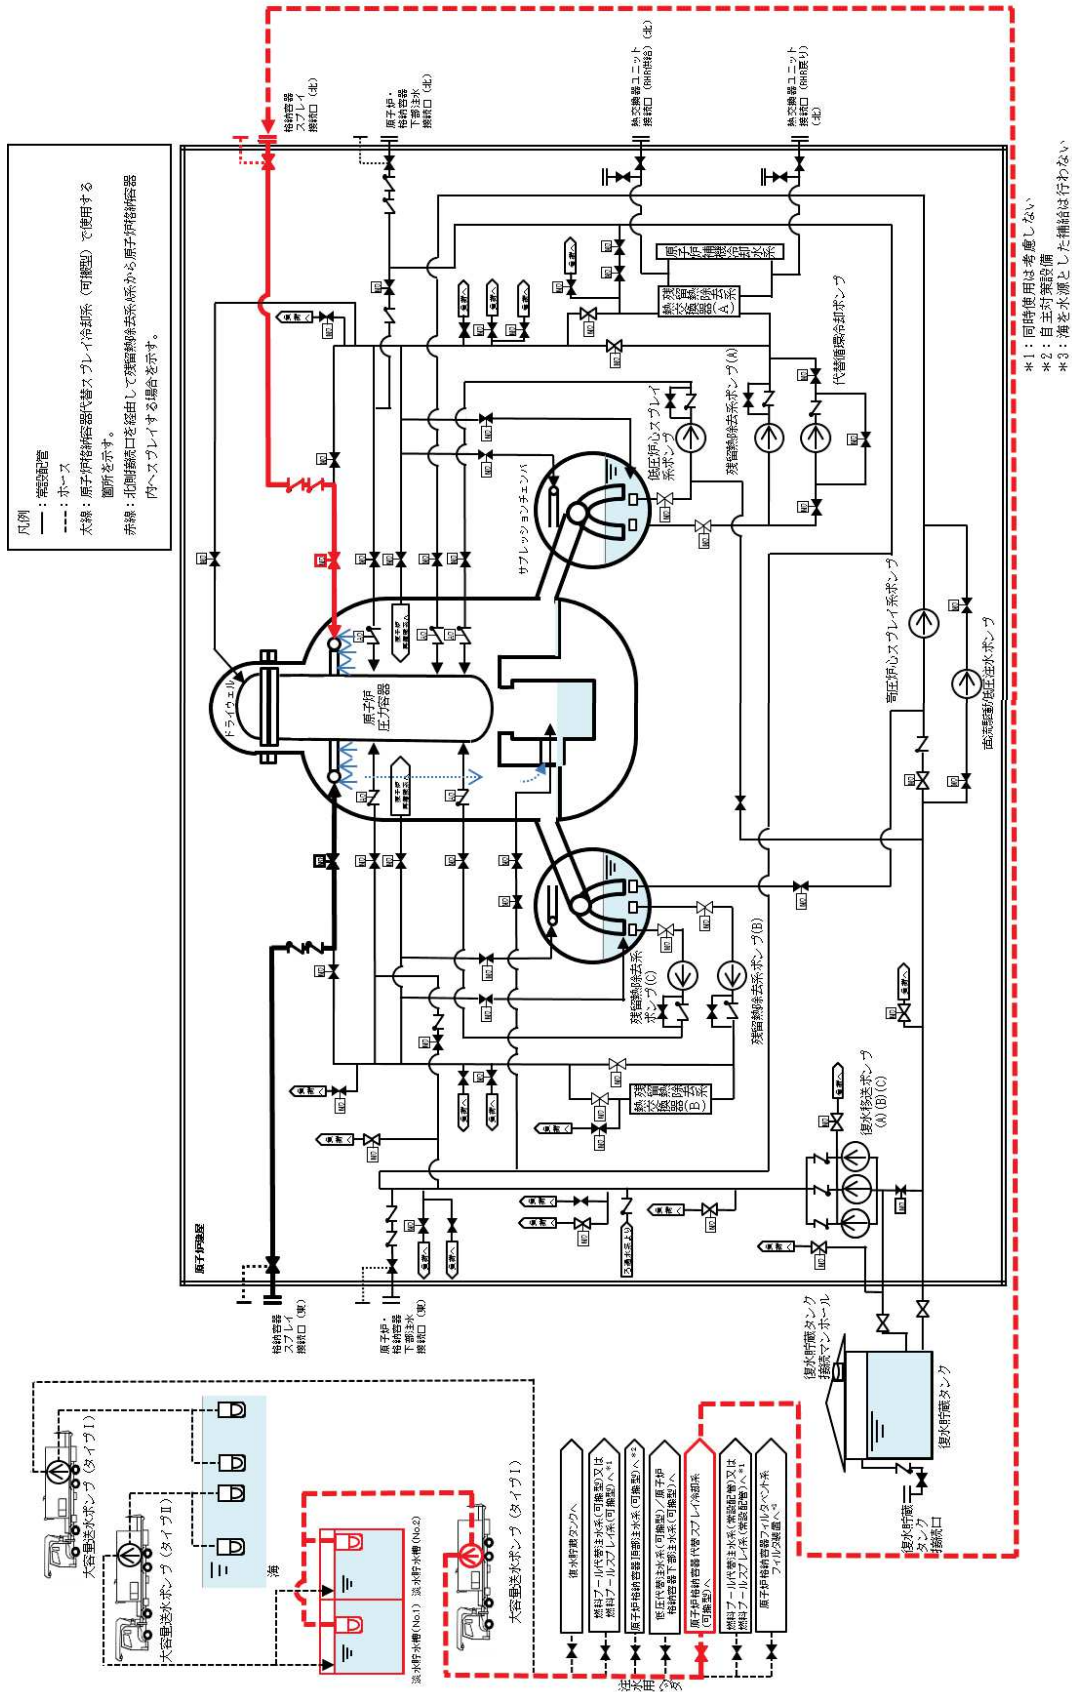 凡例
━：常設配管
---：ホース
太線：原子炉格納容器代替スプレイ冷却系（可搬型）で使用する
箇所を示す。
赤線：北側接続口を経由して残留熱除去系A系から原子炉格納容器
内へスプレイする場合を示す。
格納容器
スプレイ
接続口（北）
原子炉・
格納容器
下部注水
接続口（北）
熱交換器ユニット
接続口（RHR供給）（北）
熱交換器ユニット
接続口（RHR戻り）
（北）
＊1：同時使用は考慮しない
＊2：自主対策設備
＊3：海を水源とした補給は行わない
原子炉補機冷却水系
残留熱除去系
熱交換器（A）
代替循環冷却ポンプ
残留熱除去系ポンプ(A)
低圧炉心スプレイ
系ポンプ
サプレッションチェンバ
高圧炉心スプレイ系ポンプ
直流駆動低圧注水ポンプ
ドライウェル
原子炉
圧力容器
残留熱除去系
ポンプ(C)
残留熱除去系ポンプ(B)
残留熱除去系
熱交換器（B）
復水移送ポンプ
(A)(B)(C)
ろ過水系より
負荷へ
原子炉建屋
格納容器
スプレイ
接続口（東）
原子炉・
格納容器
下部注水
接続口（東）
復水貯蔵タンク
接続マンホール
復水貯蔵タンク
復水貯蔵
タンク
接続口
大容量送水ポンプ（タイプⅠ）
大容量送水ポンプ（タイプⅡ）
海
淡水貯水槽(No.1)
淡水貯水槽(No.2)
大容量送水ポンプ（タイプⅠ）
復水貯蔵タンクへ
燃料プール代替注水系(可搬型)又は
燃料プールスプレイ系(可搬型)へ＊1
原子炉格納容器頂部注水系(可搬型)へ＊2
低圧代替注水系(可搬型)／原子炉
格納容器下部注水系(可搬型)へ
原子炉格納容器代替スプレイ冷却系
(可搬型)へ
燃料プール代替注水系(常設配管)又は
燃料プールスプレイ系(常設配管)へ＊1
原子炉格納容器フィルタベント系
フィルタ装置へ＊3
注水用ヘッダ